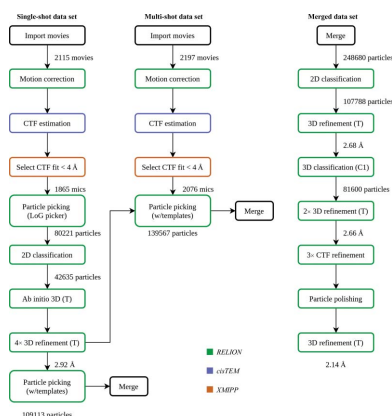 Single-shot data set
Import movies
2115 movies
Motion correction
CTF estimation
Select CTF fit < 4 Å
1865 mics
Particle picking
(LoG picker)
80221 particles
2D classification
42635 particles
Ab initio 3D (T)
4× 3D refinement (T)
2.92 Å
Particle picking
(w/templates)
Merge
109113 particles
Multi-shot data set
Import movies
2197 movies
Motion correction
CTF estimation
Select CTF fit < 4 Å
2076 mics
Particle picking
(w/templates)
Merge
139567 particles
RELION
cisTEM
XMIPP
Merged data set
Merge
248680 particles
2D classification
107788 particles
3D refinement (T)
2.68 Å
3D classification (C1)
81600 particles
2× 3D refinement (T)
2.66 Å
3× CTF refinement
Particle polishing
3D refinement (T)
2.14 Å